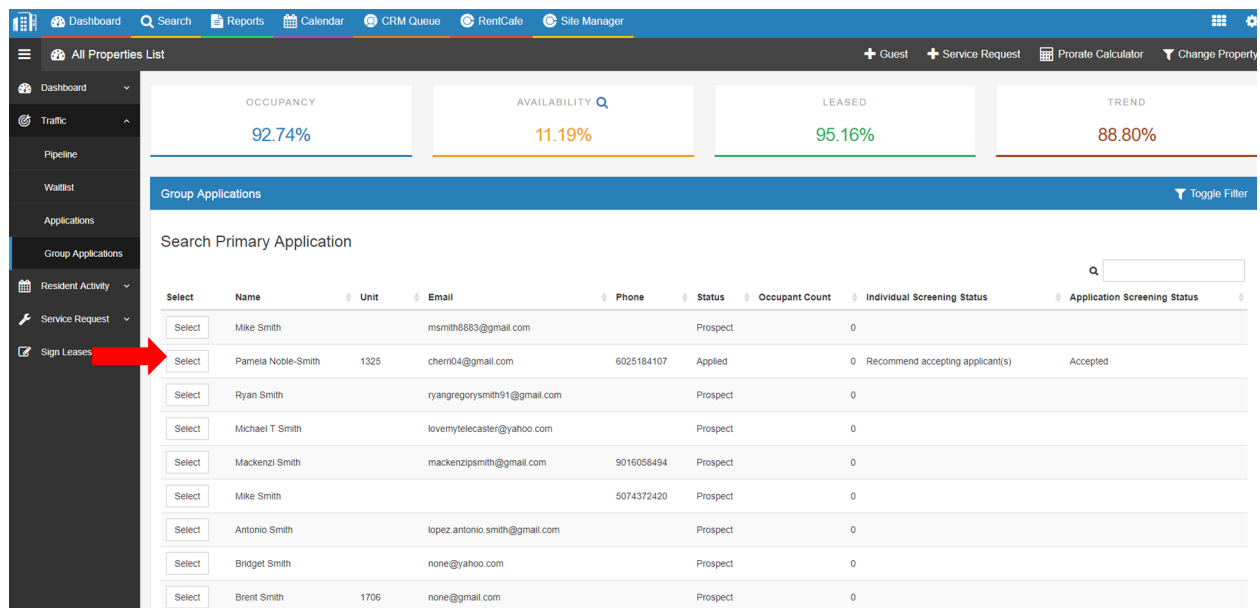 Dashboard Search Reports Calendar CRM Queue RentCafe Site Manager
All Properties List Guest Service Request Prorate Calculator Change Property
Dashboard
Traffic
Pipeline
Waitlist
Applications
Group Applications
Resident Activity
Service Request
Sign Leases
OCCUPANCY AVAILABILITY LEASED TREND
92.74% 11.19% 95.16% 88.80%
Group Applications Toggle Filter
Search Primary Application
Select Name Unit Email Phone Status Occupant Count Individual Screening Status Application Screening Status
Select Mike Smith msmith8883@gmail.com Prospect 0
Select Pamela Noble-Smith 1325 cherri04@gmail.com 6025184107 Applied 0 Recommend accepting applicant(s) Accepted
Select Ryan Smith ryangregorysmith91@gmail.com Prospect 0
Select Michael T Smith lovemytelecaster@yahoo.com Prospect 0
Select Mackenzi Smith mackenzipsmith@gmail.com 9016058494 Prospect 0
Select Mike Smith 5074372420 Prospect 0
Select Antonio Smith lopez.antonio.smith@gmail.com Prospect 0
Select Bridget Smith none@yahoo.com Prospect 0
Select Brent Smith 1706 none@gmail.com Prospect 0